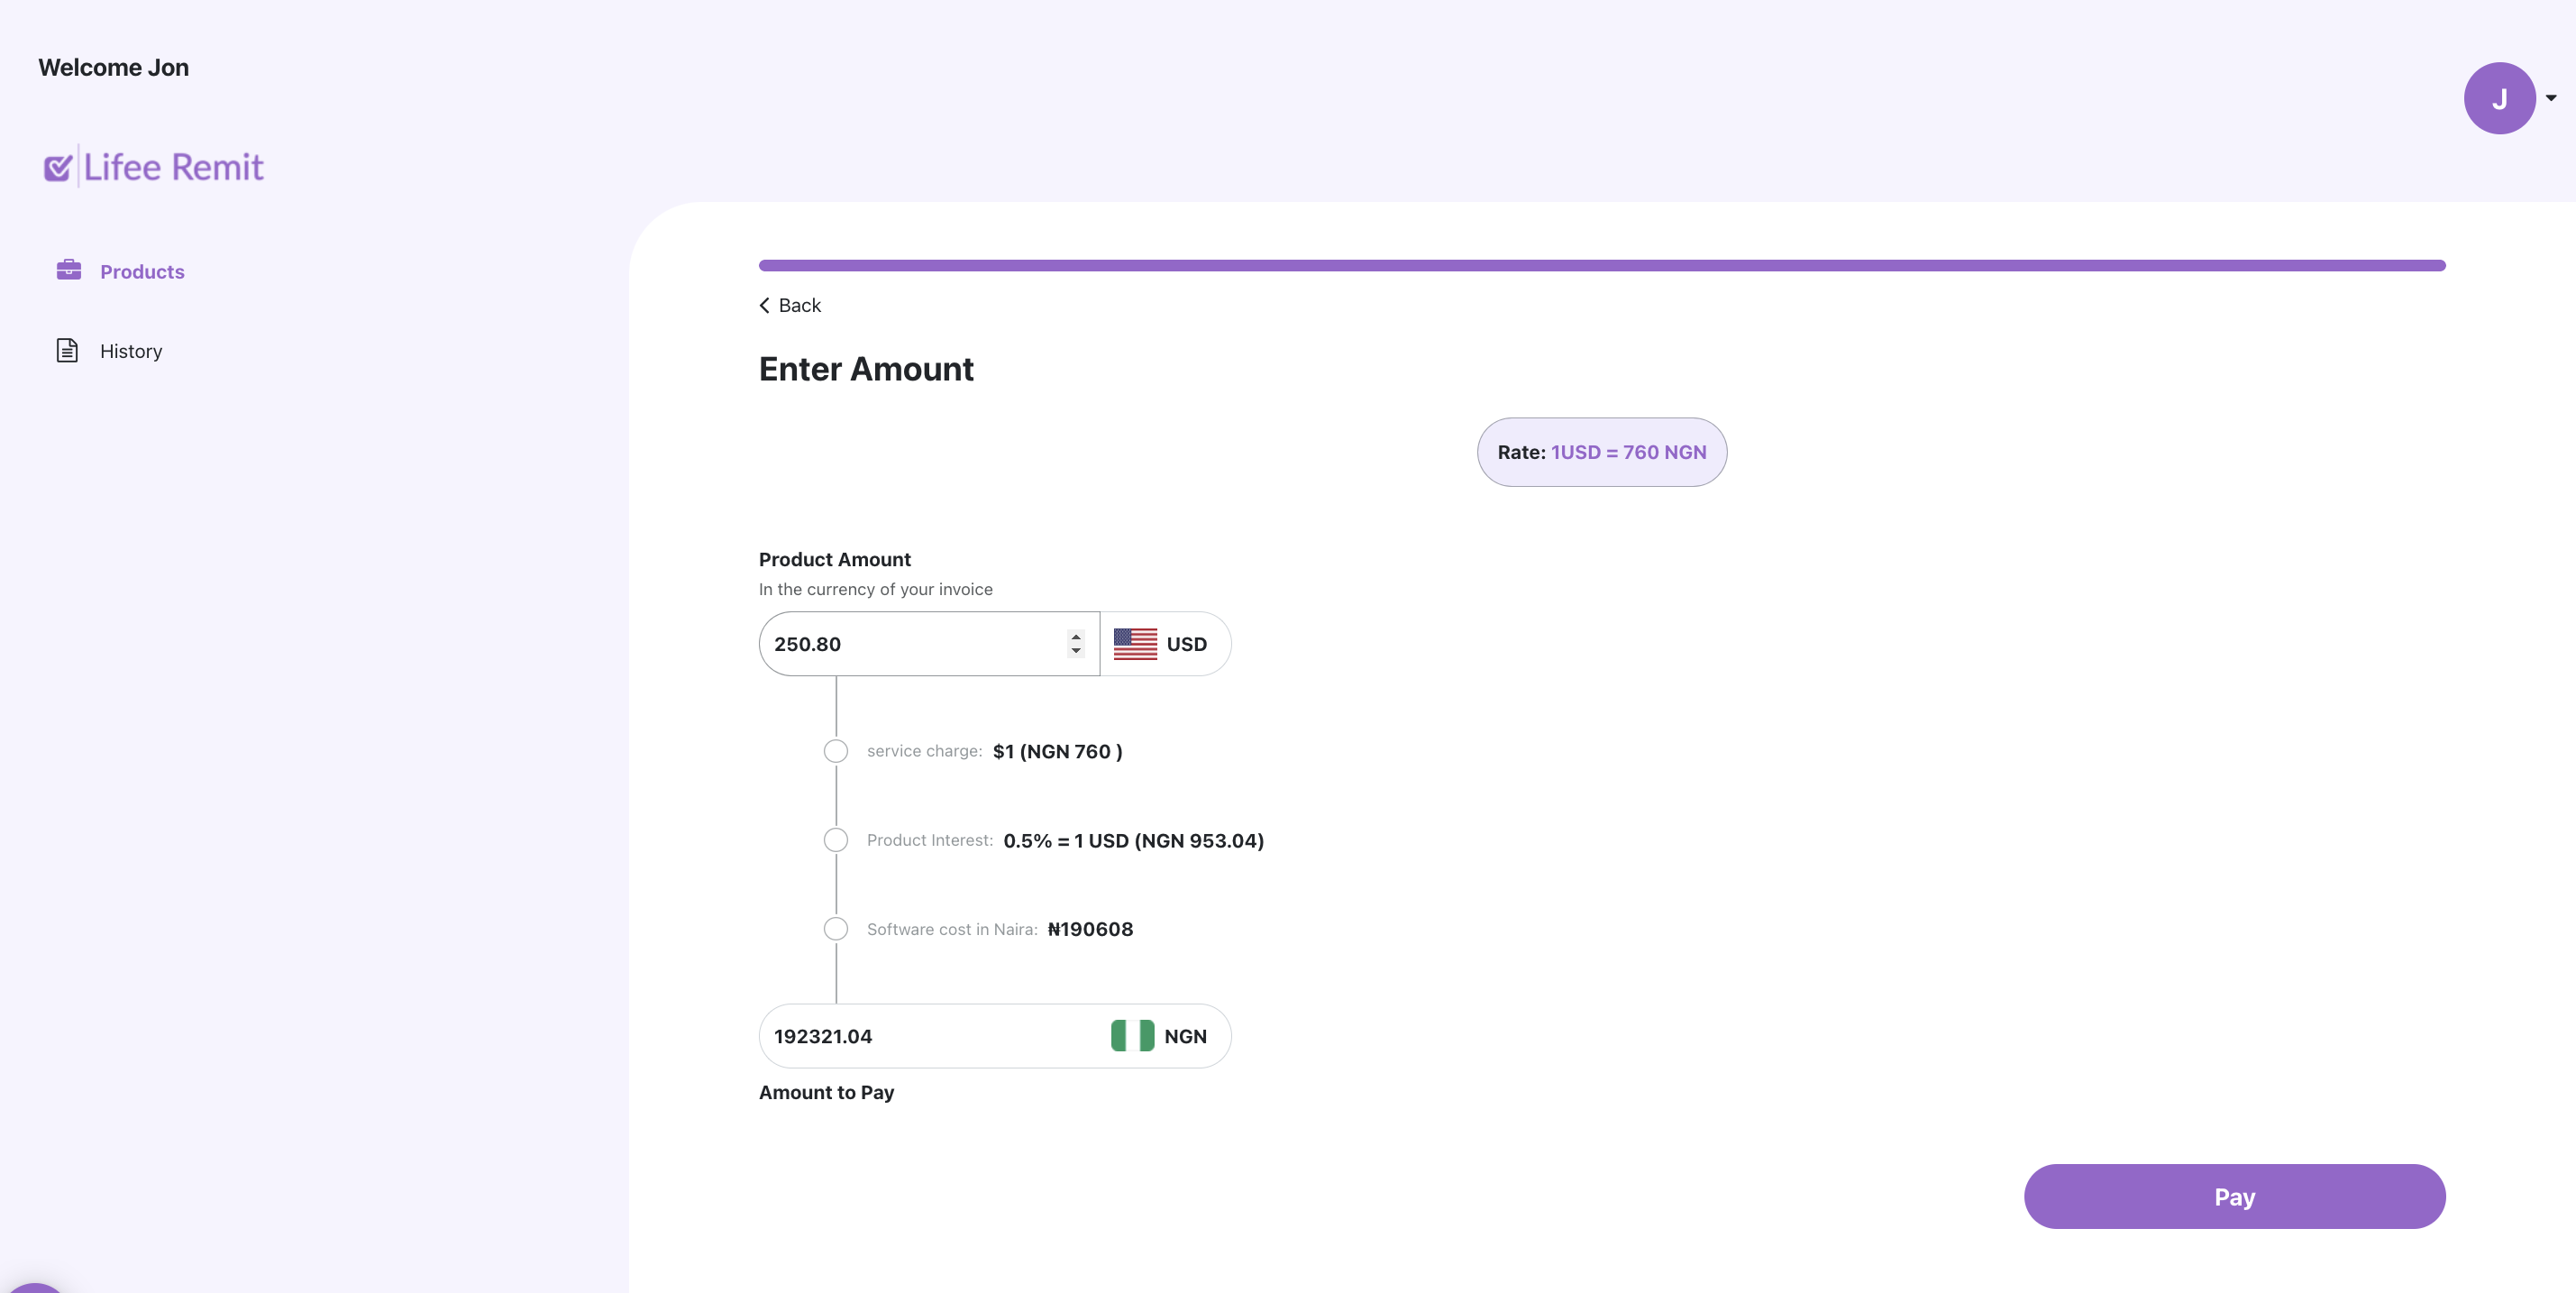 Welcome Jon
J
Lifee Remit
Products
History
Back
Enter Amount
Rate: 1USD = 760 NGN
Product Amount
In the currency of your invoice
250.80
USD
service charge: $1 (NGN 760 )
Product Interest: 0.5% = 1 USD (NGN 953.04)
Software cost in Naira: ₦190608
192321.04
NGN
Amount to Pay
Pay